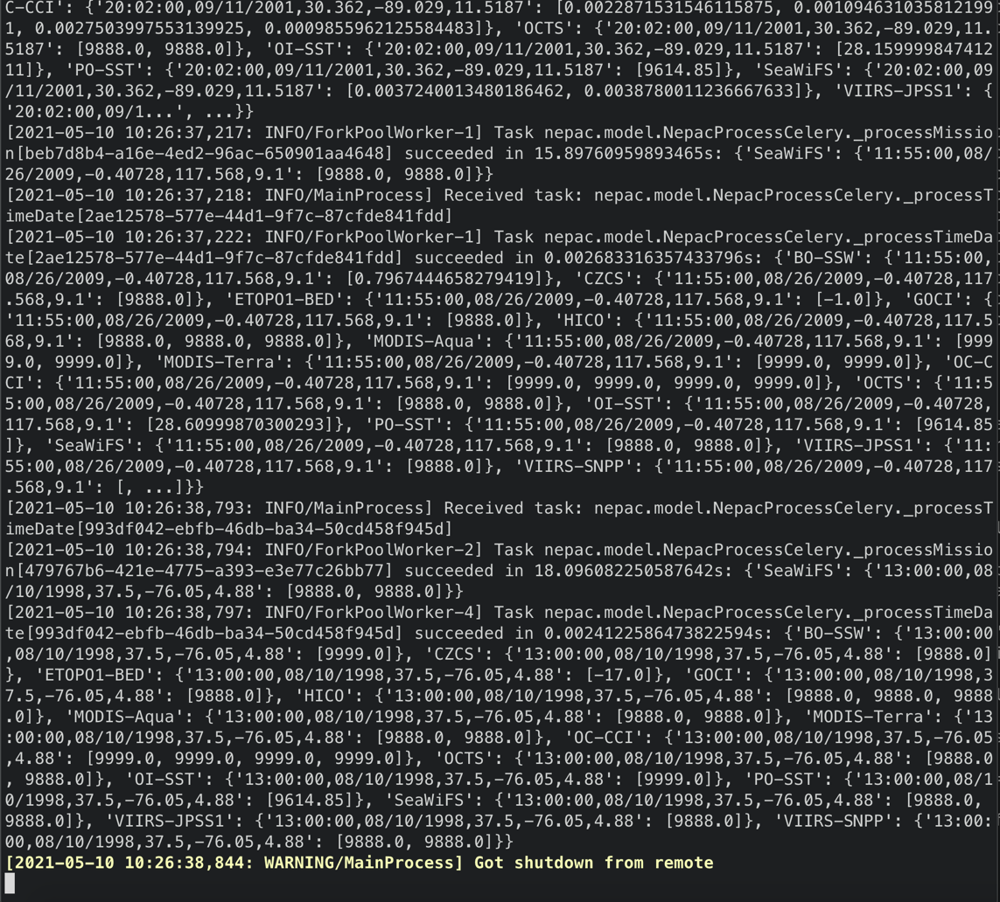 C-CCI': {'20:02:00,09/11/2001,30.362,-89.029,11.5187': [0.0022871531546115875, 0.001094631035812199
1, 0.0027503997553139925, 0.0009855962125584483]}, 'OCTS': {'20:02:00,09/11/2001,30.362,-89.029,11.
5187': [9888.0, 9888.0]}, 'OI-SST': {'20:02:00,09/11/2001,30.362,-89.029,11.5187': [28.159999847412
11]}, 'PO-SST': {'20:02:00,09/11/2001,30.362,-89.029,11.5187': [9614.85]}, 'SeaWiFS': {'20:02:00,09
/11/2001,30.362,-89.029,11.5187': [0.0037240013480186462, 0.0038780011236667633]}, 'VIIRS-JPSS1': {
'20:02:00,09/1...', ...}}
[2021-05-10 10:26:37,217: INFO/ForkPoolWorker-1] Task nepac.model.NepacProcessCelery._processMissio
n[beb7d8b4-a16e-4ed2-96ac-650901aa4648] succeeded in 15.89760959893465s: {'SeaWiFS': {'11:55:00,08/
26/2009,-0.40728,117.568,9.1': [9888.0, 9888.0]}}
[2021-05-10 10:26:37,218: INFO/MainProcess] Received task: nepac.model.NepacProcessCelery._processT
imeDate[2ae12578-577e-44d1-9f7c-87cfde841fdd]
[2021-05-10 10:26:37,222: INFO/ForkPoolWorker-1] Task nepac.model.NepacProcessCelery._processTimeDa
te[2ae12578-577e-44d1-9f7c-87cfde841fdd] succeeded in 0.002683316357433796s: {'BO-SSW': {'11:55:00,
08/26/2009,-0.40728,117.568,9.1': [0.7967444658279419]}, 'CZCS': {'11:55:00,08/26/2009,-0.40728,117
.568,9.1': [9888.0]}, 'ETOPO1-BED': {'11:55:00,08/26/2009,-0.40728,117.568,9.1': [-1.0]}, 'GOCI': {
'11:55:00,08/26/2009,-0.40728,117.568,9.1': [9888.0]}, 'HICO': {'11:55:00,08/26/2009,-0.40728,117.5
68,9.1': [9888.0, 9888.0, 9888.0]}, 'MODIS-Aqua': {'11:55:00,08/26/2009,-0.40728,117.568,9.1': [999
9.0, 9999.0]}, 'MODIS-Terra': {'11:55:00,08/26/2009,-0.40728,117.568,9.1': [9999.0, 9999.0]}, 'OC-C
CI': {'11:55:00,08/26/2009,-0.40728,117.568,9.1': [9999.0, 9999.0, 9999.0, 9999.0]}, 'OCTS': {'11:5
5:00,08/26/2009,-0.40728,117.568,9.1': [9888.0, 9888.0]}, 'OI-SST': {'11:55:00,08/26/2009,-0.40728,
117.568,9.1': [28.60999870300293]}, 'PO-SST': {'11:55:00,08/26/2009,-0.40728,117.568,9.1': [9614.85
]}, 'SeaWiFS': {'11:55:00,08/26/2009,-0.40728,117.568,9.1': [9888.0, 9888.0]}, 'VIIRS-JPSS1': {'11:
55:00,08/26/2009,-0.40728,117.568,9.1': [9888.0]}, 'VIIRS-SNPP': {'11:55:00,08/26/2009,-0.40728,117
.568,9.1': [, ...]}}
[2021-05-10 10:26:38,793: INFO/MainProcess] Received task: nepac.model.NepacProcessCelery._processT
imeDate[993df042-ebfb-46db-ba34-50cd458f945d]
[2021-05-10 10:26:38,794: INFO/ForkPoolWorker-2] Task nepac.model.NepacProcessCelery._processMissio
n[479767b6-421e-4775-a393-e3e77c26bb77] succeeded in 18.096082250587642s: {'SeaWiFS': {'13:00:00,08
/10/1998,37.5,-76.05,4.88': [9888.0, 9888.0]}}
[2021-05-10 10:26:38,797: INFO/ForkPoolWorker-4] Task nepac.model.NepacProcessCelery._processTimeDa
te[993df042-ebfb-46db-ba34-50cd458f945d] succeeded in 0.0024122586473822594s: {'BO-SSW': {'13:00:00
,08/10/1998,37.5,-76.05,4.88': [9999.0]}, 'CZCS': {'13:00:00,08/10/1998,37.5,-76.05,4.88': [9888.0]
}, 'ETOPO1-BED': {'13:00:00,08/10/1998,37.5,-76.05,4.88': [-17.0]}, 'GOCI': {'13:00:00,08/10/1998,3
7.5,-76.05,4.88': [9888.0]}, 'HICO': {'13:00:00,08/10/1998,37.5,-76.05,4.88': [9888.0, 9888.0, 9888
.0]}, 'MODIS-Aqua': {'13:00:00,08/10/1998,37.5,-76.05,4.88': [9888.0, 9888.0]}, 'MODIS-Terra': {'13
:00:00,08/10/1998,37.5,-76.05,4.88': [9888.0, 9888.0]}, 'OC-CCI': {'13:00:00,08/10/1998,37.5,-76.05
,4.88': [9999.0, 9999.0, 9999.0, 9999.0]}, 'OCTS': {'13:00:00,08/10/1998,37.5,-76.05,4.88': [9888.0
, 9888.0]}, 'OI-SST': {'13:00:00,08/10/1998,37.5,-76.05,4.88': [9999.0]}, 'PO-SST': {'13:00:00,08/1
0/1998,37.5,-76.05,4.88': [9614.85]}, 'SeaWiFS': {'13:00:00,08/10/1998,37.5,-76.05,4.88': [9888.0,
9888.0]}, 'VIIRS-JPSS1': {'13:00:00,08/10/1998,37.5,-76.05,4.88': [9888.0]}, 'VIIRS-SNPP': {'13:00:
00,08/10/1998,37.5,-76.05,4.88': [9888.0, 9888.0]}}
[2021-05-10 10:26:38,844: WARNING/MainProcess] Got shutdown from remote